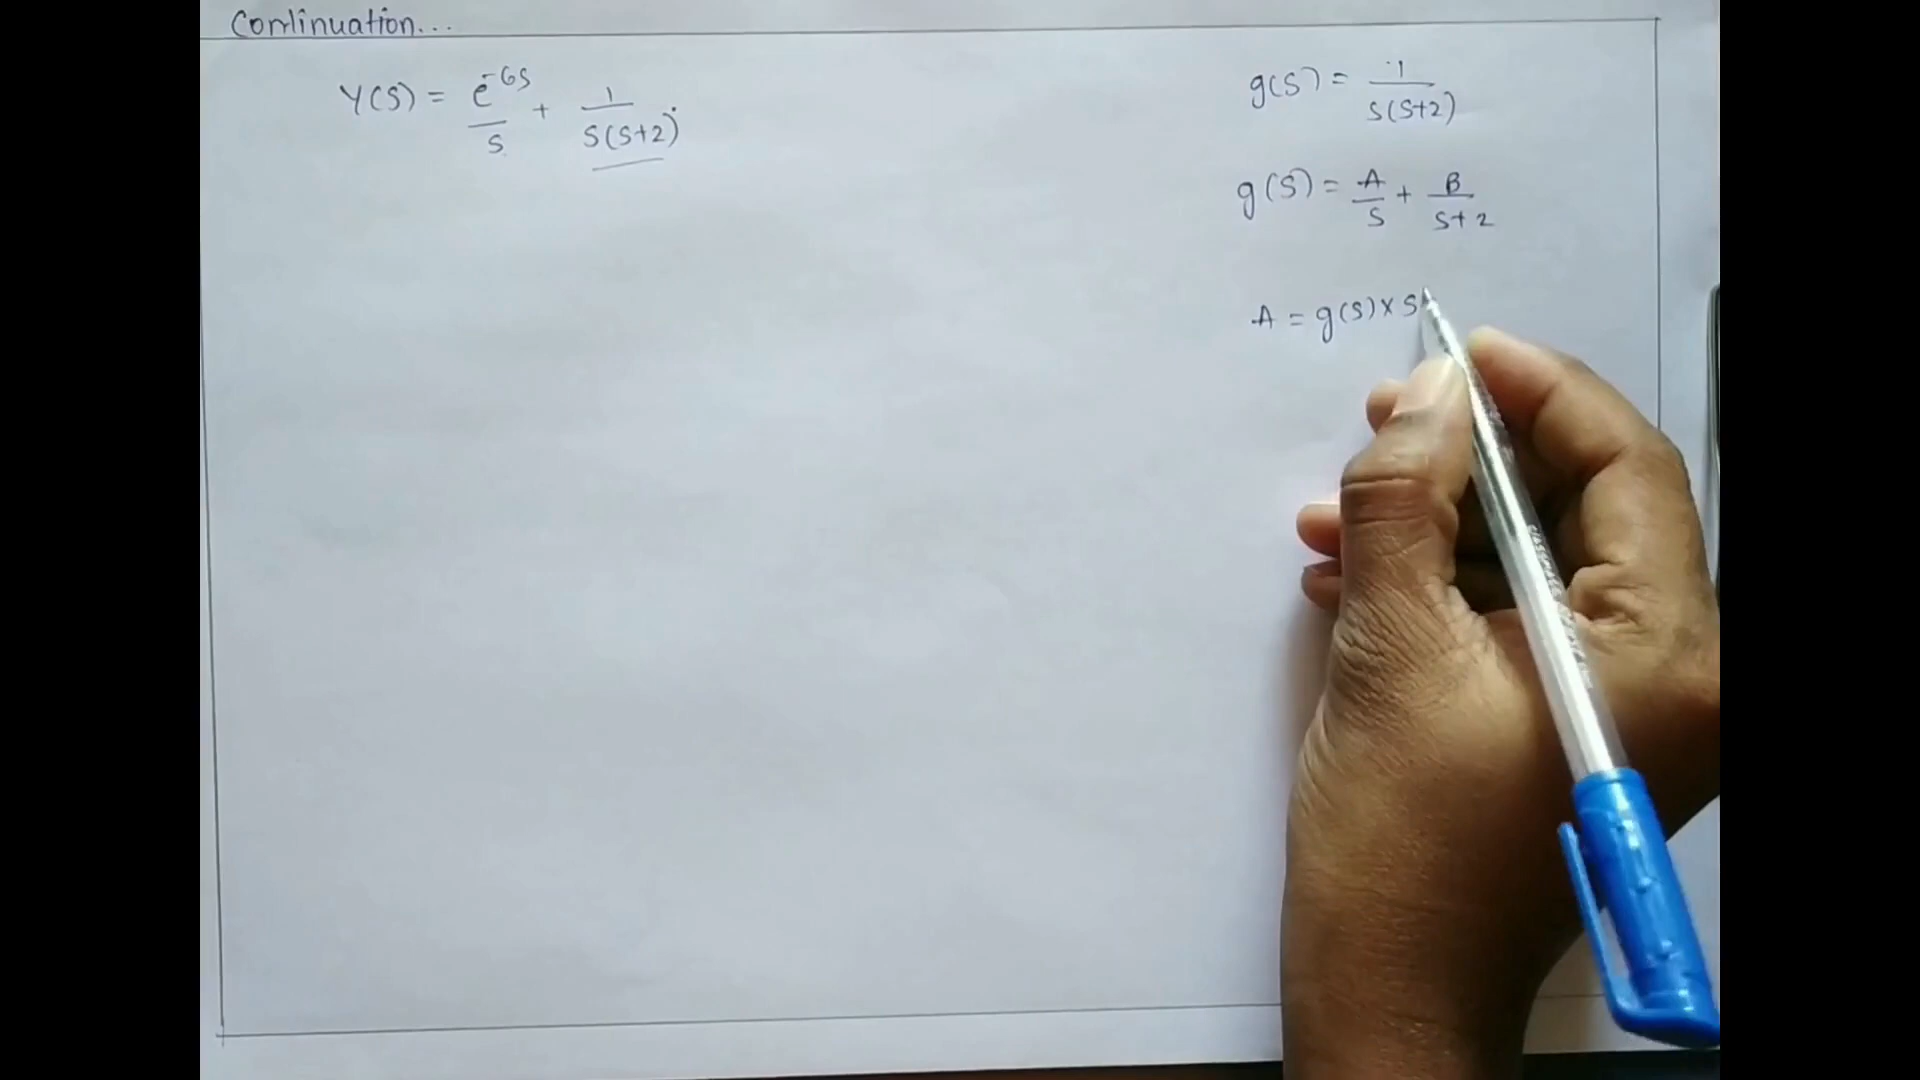 Continuation...
Y(S) = e^-6S/S + 1/S(S+2)
g(S) = 1/S(S+2)
g(S) = A/S + B/S+2
A = g(S) × S